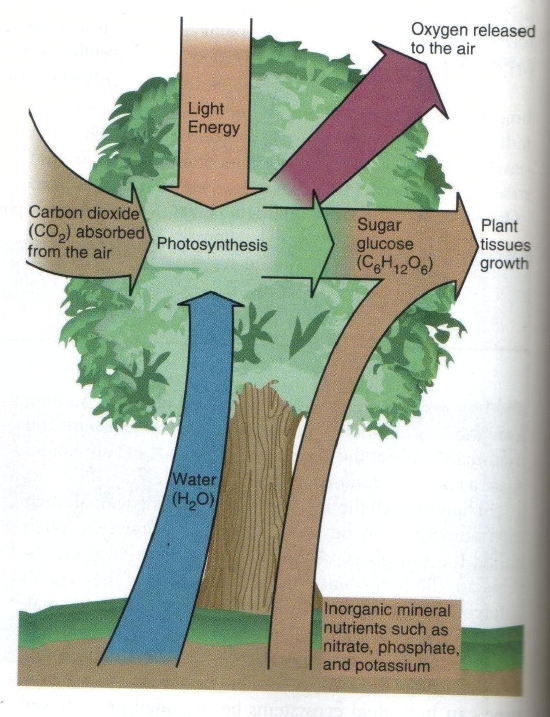 Oxygen released
to the air
Light
Energy
Carbon dioxide
(CO₂) absorbed
from the air
Photosynthesis
Sugar
glucose
(C₆H₁₂O₆)
Plant
tissues
growth
Water
(H₂O)
Inorganic mineral
nutrients such as
nitrate, phosphate,
and potassium